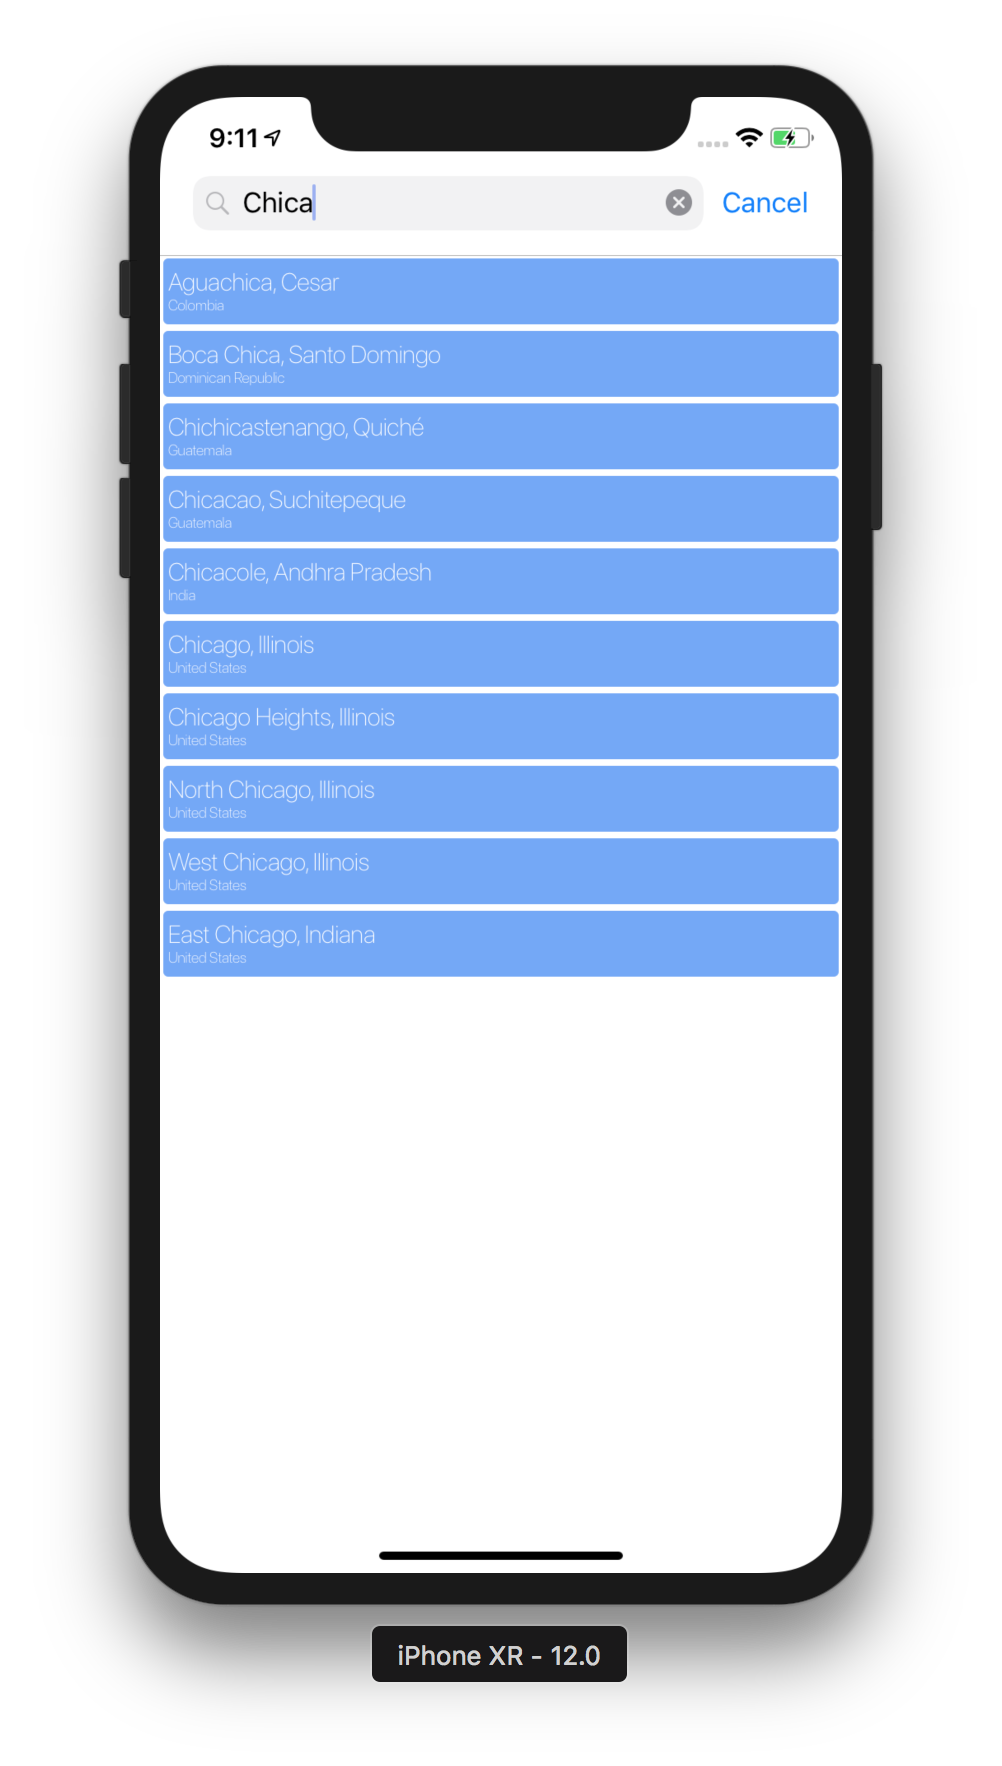 9:11
Chica
Cancel
Aguachica, Cesar
Colombia
Boca Chica, Santo Domingo
Dominican Republic
Chichicastenango, Quiché
Guatemala
Chicacao, Suchitepeque
Guatemala
Chicacole, Andhra Pradesh
India
Chicago, Illinois
United States
Chicago Heights, Illinois
United States
North Chicago, Illinois
United States
West Chicago, Illinois
United States
East Chicago, Indiana
United States
iPhone XR - 12.0